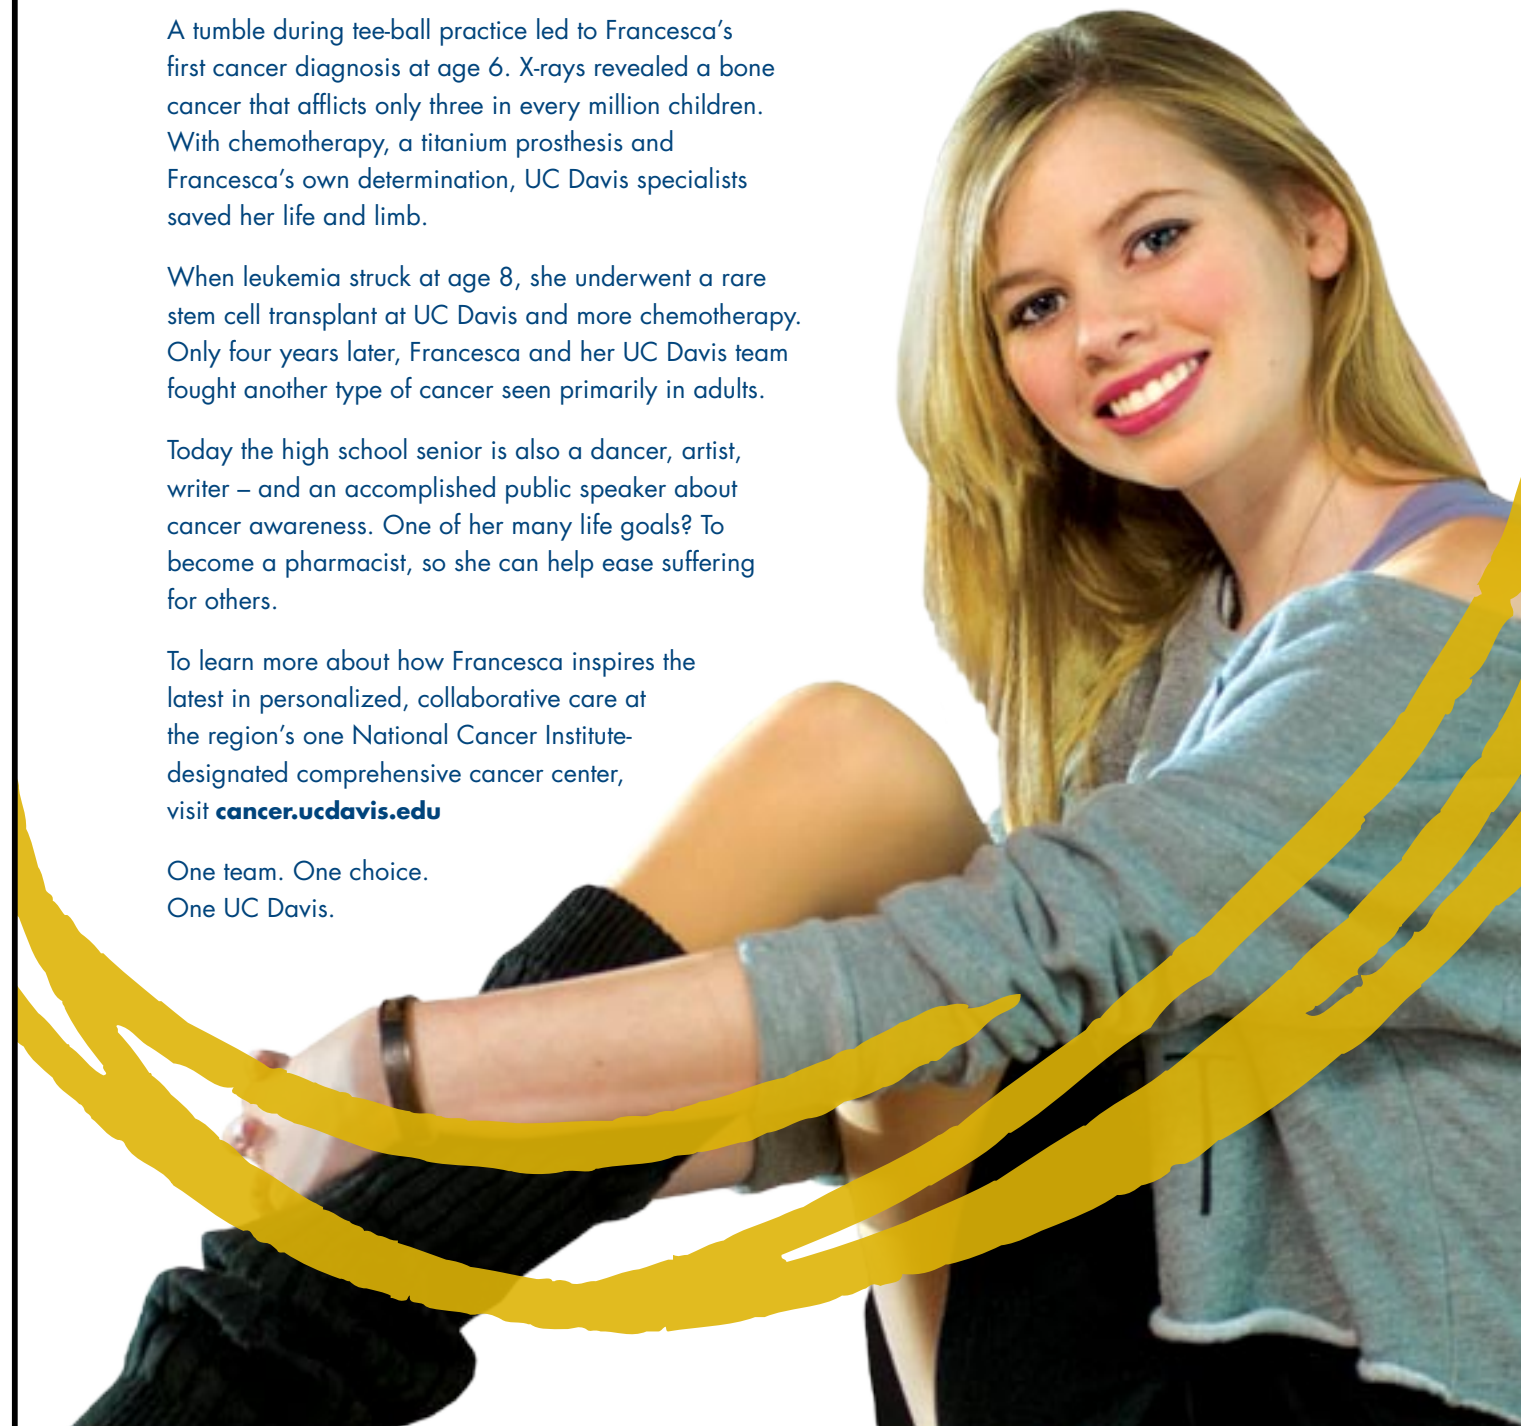 A tumble during tee-ball practice led to Francesca’s
first cancer diagnosis at age 6. X-rays revealed a bone
cancer that afflicts only three in every million children.
With chemotherapy, a titanium prosthesis and
Francesca’s own determination, UC Davis specialists
saved her life and limb.
When leukemia struck at age 8, she underwent a rare
stem cell transplant at UC Davis and more chemotherapy.
Only four years later, Francesca and her UC Davis team
fought another type of cancer seen primarily in adults.
Today the high school senior is also a dancer, artist,
writer – and an accomplished public speaker about
cancer awareness. One of her many life goals? To
become a pharmacist, so she can help ease suffering
for others.
To learn more about how Francesca inspires the
latest in personalized, collaborative care at
the region’s one National Cancer Institute-
designated comprehensive cancer center,
visit cancer.ucdavis.edu
One team. One choice.
One UC Davis.